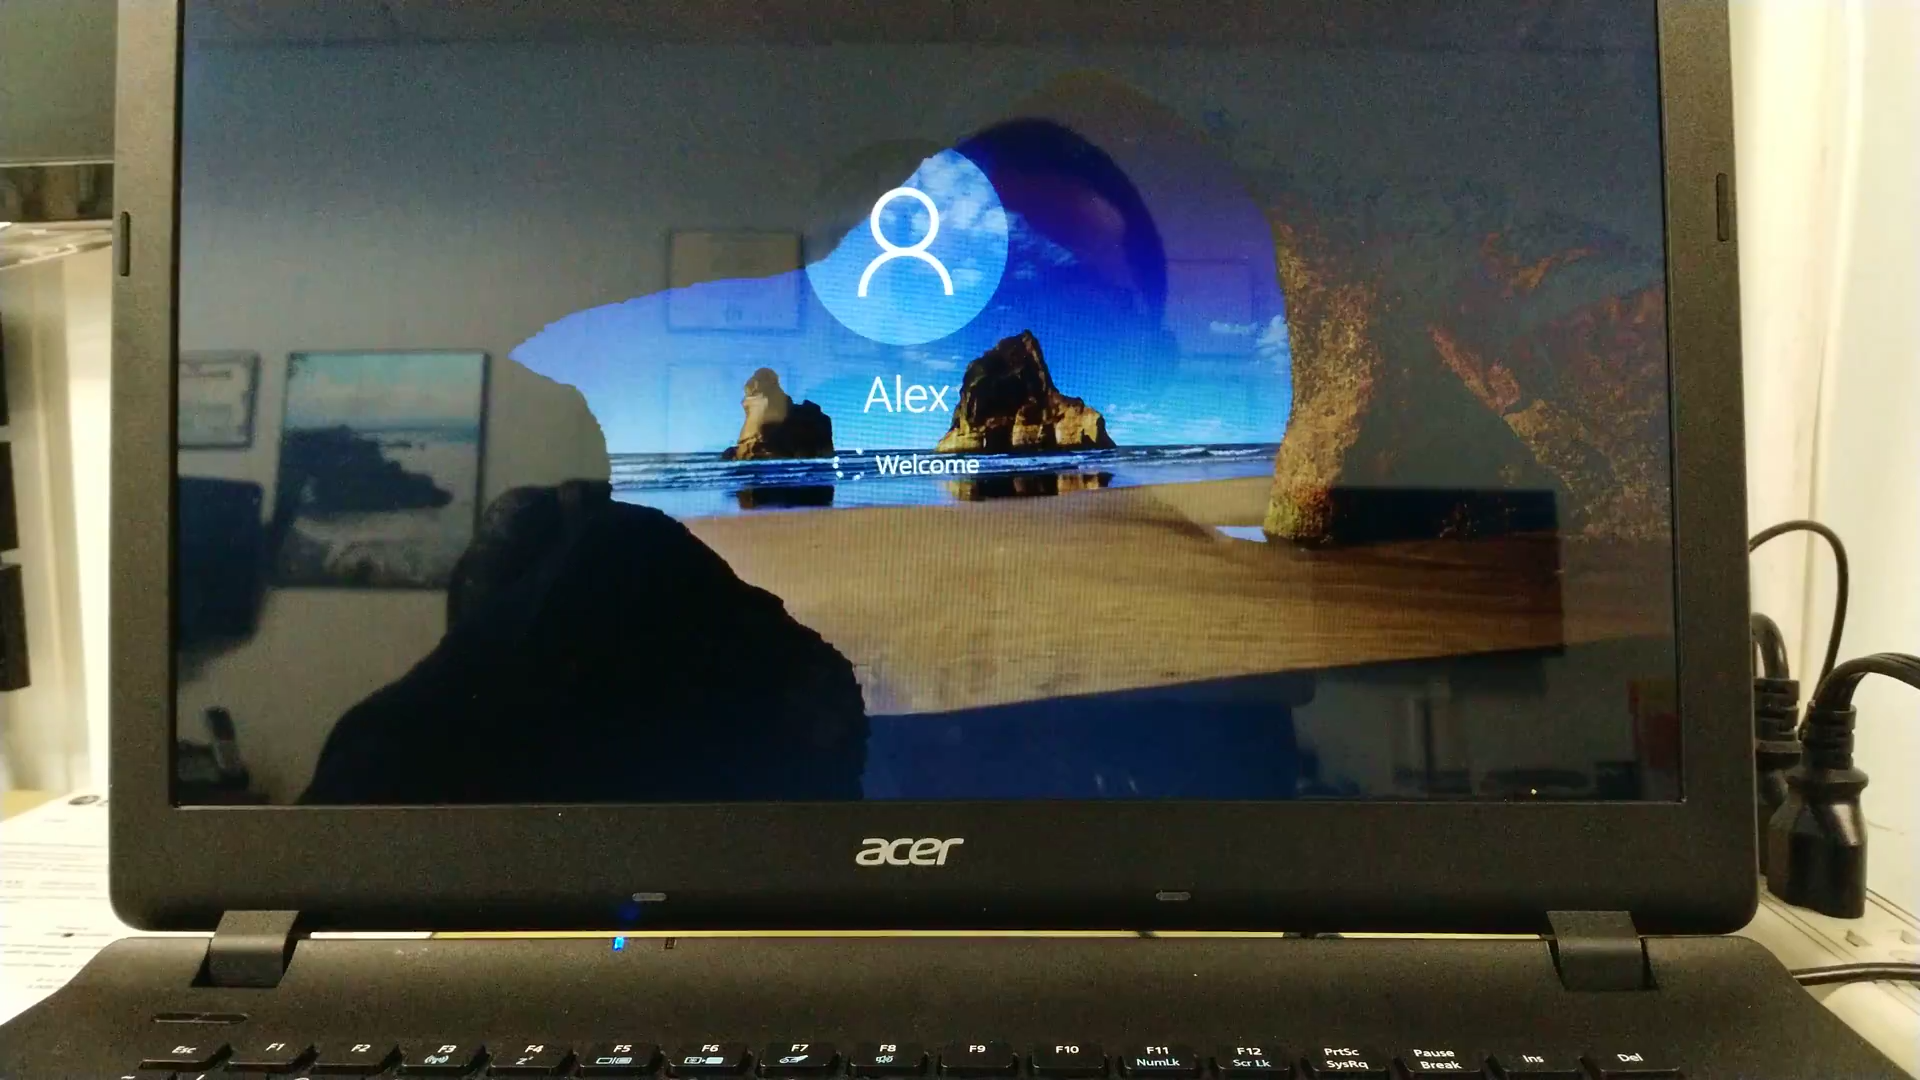 Alex
Welcome
acer
Esc F1 F2 F3 F4 F5 F6 F7 F8 F9 F10 F11 F12 PrtSc Pause Ins Del
NumLk Scr Lk SysRq Break